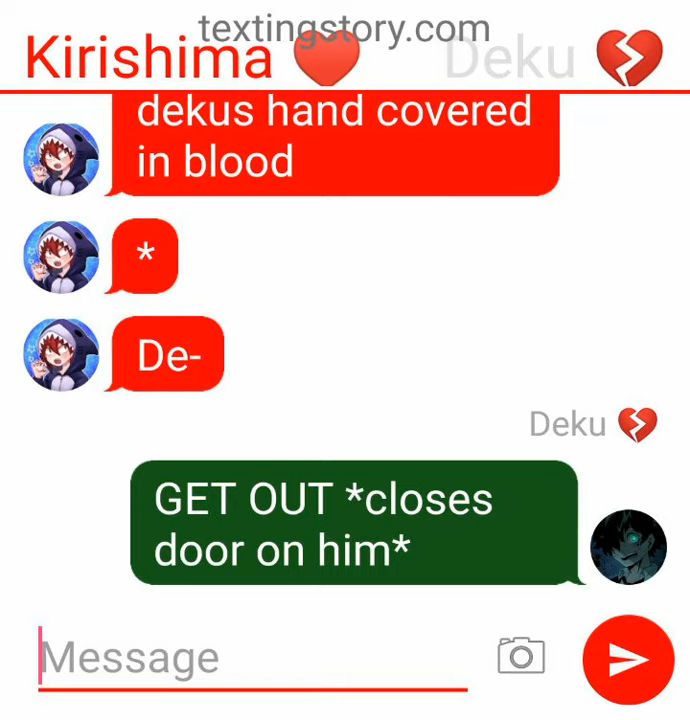 textingstory.com
Kirishima ❤️ Deku 💔
dekus hand covered
in blood
*
De-
Deku 💔
GET OUT *closes
door on him*
Message